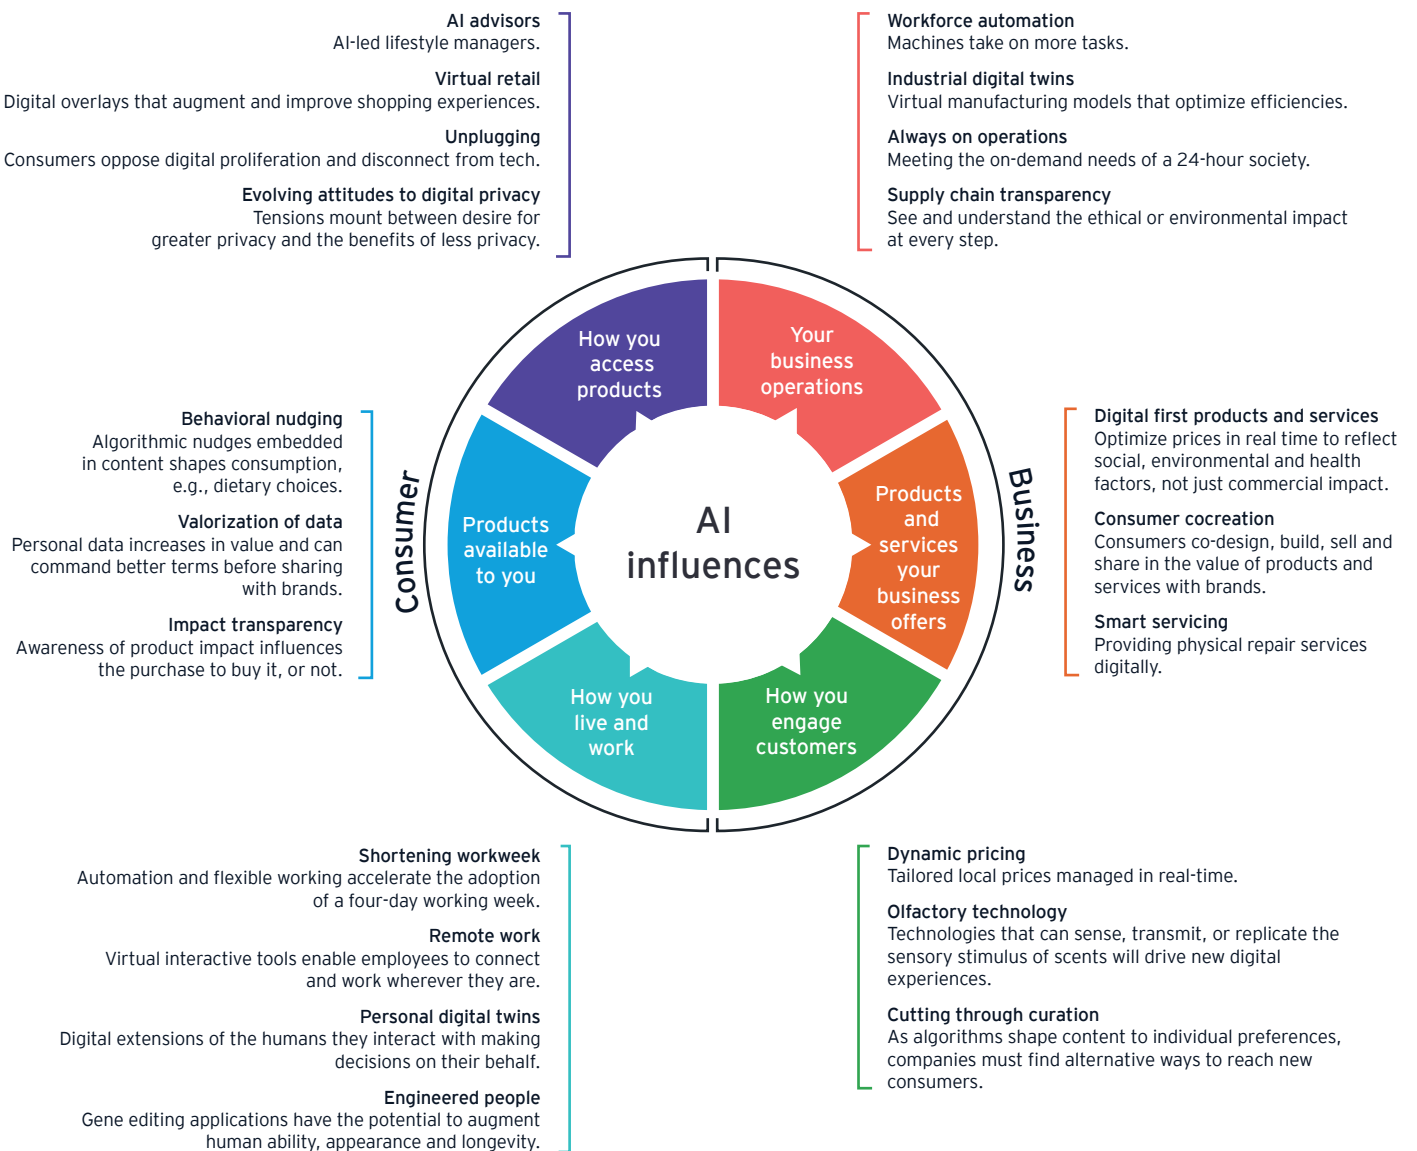 AI advisors
AI-led lifestyle managers.
Virtual retail
Digital overlays that augment and improve shopping experiences.
Unplugging
Consumers oppose digital proliferation and disconnect from tech.
Evolving attitudes to digital privacy
Tensions mount between desire for
greater privacy and the benefits of less privacy.
Workforce automation
Machines take on more tasks.
Industrial digital twins
Virtual manufacturing models that optimize efficiencies.
Always on operations
Meeting the on-demand needs of a 24-hour society.
Supply chain transparency
See and understand the ethical or environmental impact
at every step.
How you
access
products
Your
business
operations
Behavioral nudging
Algorithmic nudges embedded
in content shapes consumption,
e.g., dietary choices.
Valorization of data
Personal data increases in value and can
command better terms before sharing
with brands.
Impact transparency
Awareness of product impact influences
the purchase to buy it, or not.
Consumer
Products
available
to you
AI
influences
Products
and
services
your
business
offers
Business
Digital first products and services
Optimize prices in real time to reflect
social, environmental and health
factors, not just commercial impact.
Consumer cocreation
Consumers co-design, build, sell and
share in the value of products and
services with brands.
Smart servicing
Providing physical repair services
digitally.
How you
live and
work
How you
engage
customers
Shortening workweek
Automation and flexible working accelerate the adoption
of a four-day working week.
Remote work
Virtual interactive tools enable employees to connect
and work wherever they are.
Personal digital twins
Digital extensions of the humans they interact with making
decisions on their behalf.
Engineered people
Gene editing applications have the potential to augment
human ability, appearance and longevity.
Dynamic pricing
Tailored local prices managed in real-time.
Olfactory technology
Technologies that can sense, transmit, or replicate the
sensory stimulus of scents will drive new digital
experiences.
Cutting through curation
As algorithms shape content to individual preferences,
companies must find alternative ways to reach new
consumers.